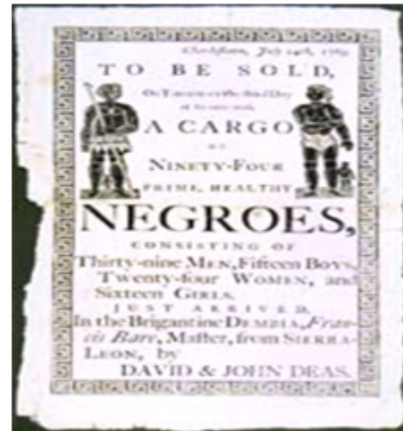 Charlestown, July 24th, 1769.
TO BE SOLD,
On THURSDAY the third Day
A CARGO
OF
NINETY-FOUR
PRIME, HEALTHY
NEGROES,
CONSISTING OF
Thirty-nine MEN, Fifteen BOYS,
Twenty-four WOMEN, and
Sixteen GIRLS.
JUST ARRIVED,
In the Brigantine DEMBIA, Fran-
cis Bare, Master, from SIERRA-
LEON, by
DAVID & JOHN DEAS.